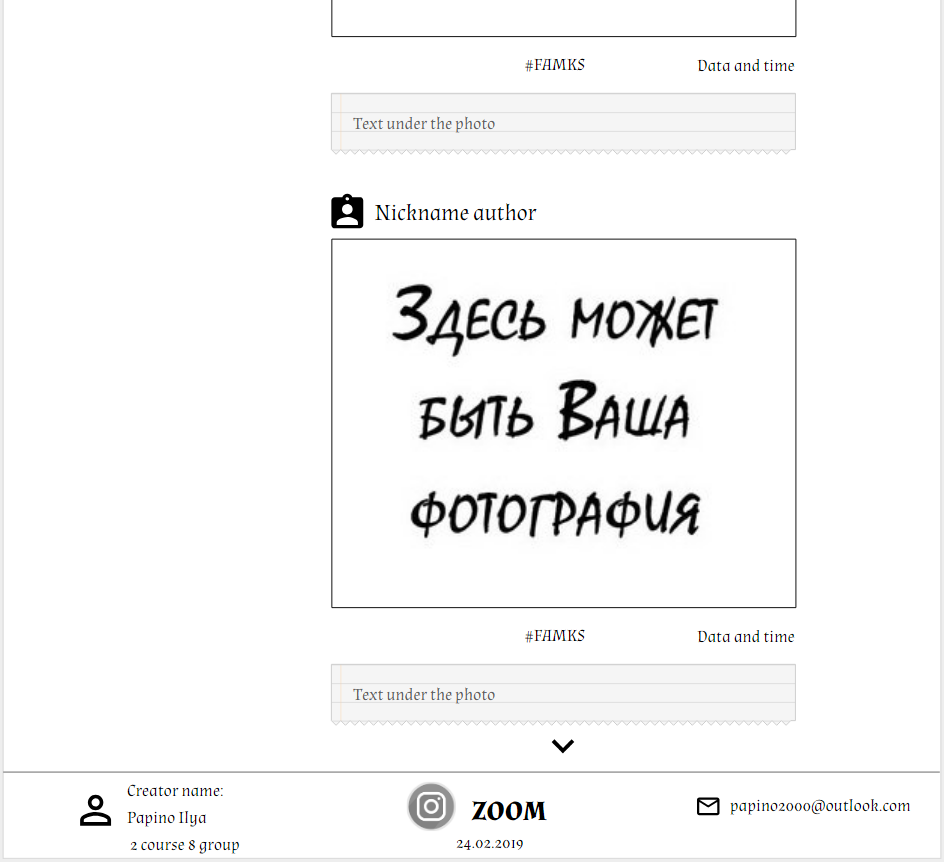 #FAMKS Data and time
Text under the photo
Nickname author
Здесь может
быть Ваша
фотография
#FAMKS Data and time
Text under the photo
Creator name:
Papino Ilya
2 course 8 group
ZOOM
24.02.2019
papino2000@outlook.com